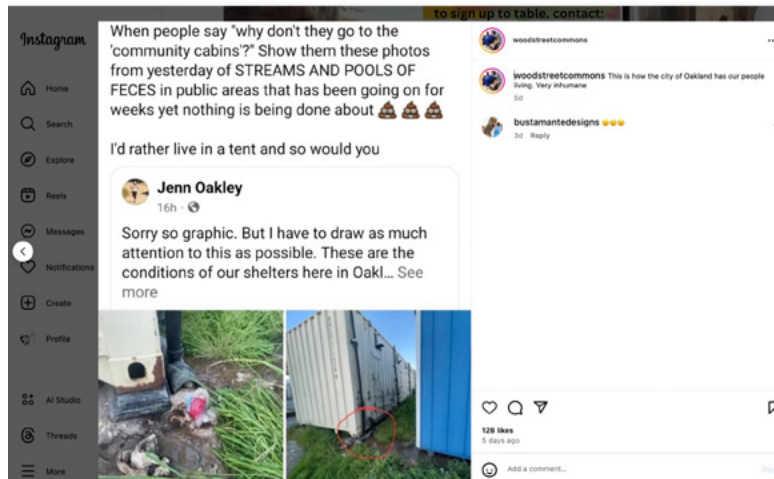 to sign up to table, contact:
Instagram
Home
Search
Explore
Reels
Messages
Notifications
Create
Profile
AI Studio
Threads
More
When people say "why don't they go to the
'community cabins'?" Show them these photos
from yesterday of STREAMS AND POOLS OF
FECES in public areas that has been going on for
weeks yet nothing is being done about 💩 💩 💩
I'd rather live in a tent and so would you
Jenn Oakley
16h ·
Sorry so graphic. But I have to draw as much
attention to this as possible. These are the
conditions of our shelters here in Oakl... See
more
woodstreetcommons
woodstreetcommons This is how the city of Oakland has our people
living. Very inhumane
5d
bustamantedesigns
3d Reply
128 likes
5 days ago
Add a comment...